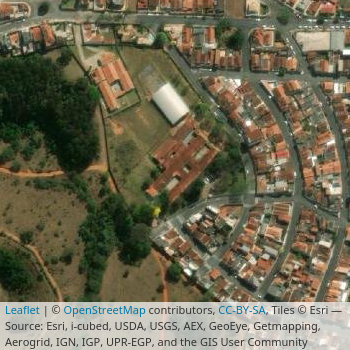 Leaflet | © OpenStreetMap contributors, CC-BY-SA, Tiles © Esri —
Source: Esri, i-cubed, USDA, USGS, AEX, GeoEye, Getmapping,
Aerogrid, IGN, IGP, UPR-EGP, and the GIS User Community